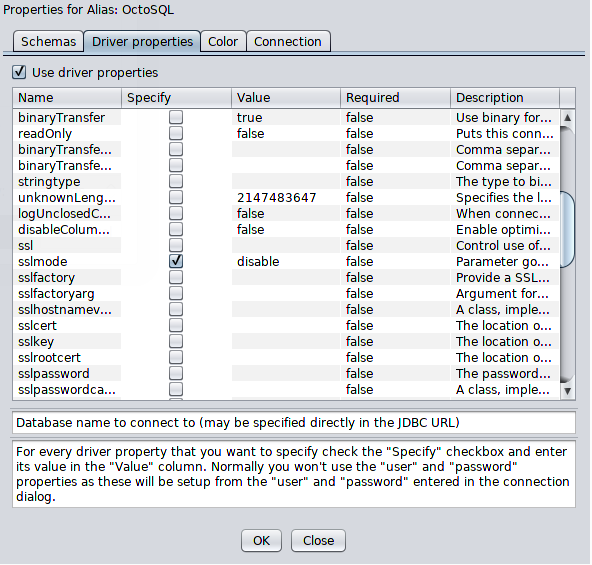 Properties for Alias: OctoSQL
Schemas Driver properties Color Connection
Use driver properties
Name Specify Value Required Description
binaryTransfer true false Use binary for...
readOnly false false Puts this conn...
binaryTransfe... false Comma separ...
binaryTransfe... false Comma separ...
stringtype false The type to bi...
unknownLeng... 2147483647 false Specifies the l...
logUnclosedC... false false When connec...
disableColum... false false Enable optimi...
ssl false Control use of...
sslmode disable false Parameter go...
sslfactory false Provide a SSL...
sslfactoryarg false Argument for...
sslhostnamev... false A class, imple...
sslcert false The location o...
sslkey false The location o...
sslrootcert false The location o...
sslpassword false The password...
sslpasswordca... false A class, imple...
Database name to connect to (may be specified directly in the JDBC URL)
For every driver property that you want to specify check the "Specify" checkbox and enter
its value in the "Value" column. Normally you won't use the "user" and "password"
properties as these will be setup from the "user" and "password" entered in the connection
dialog.
OK Close